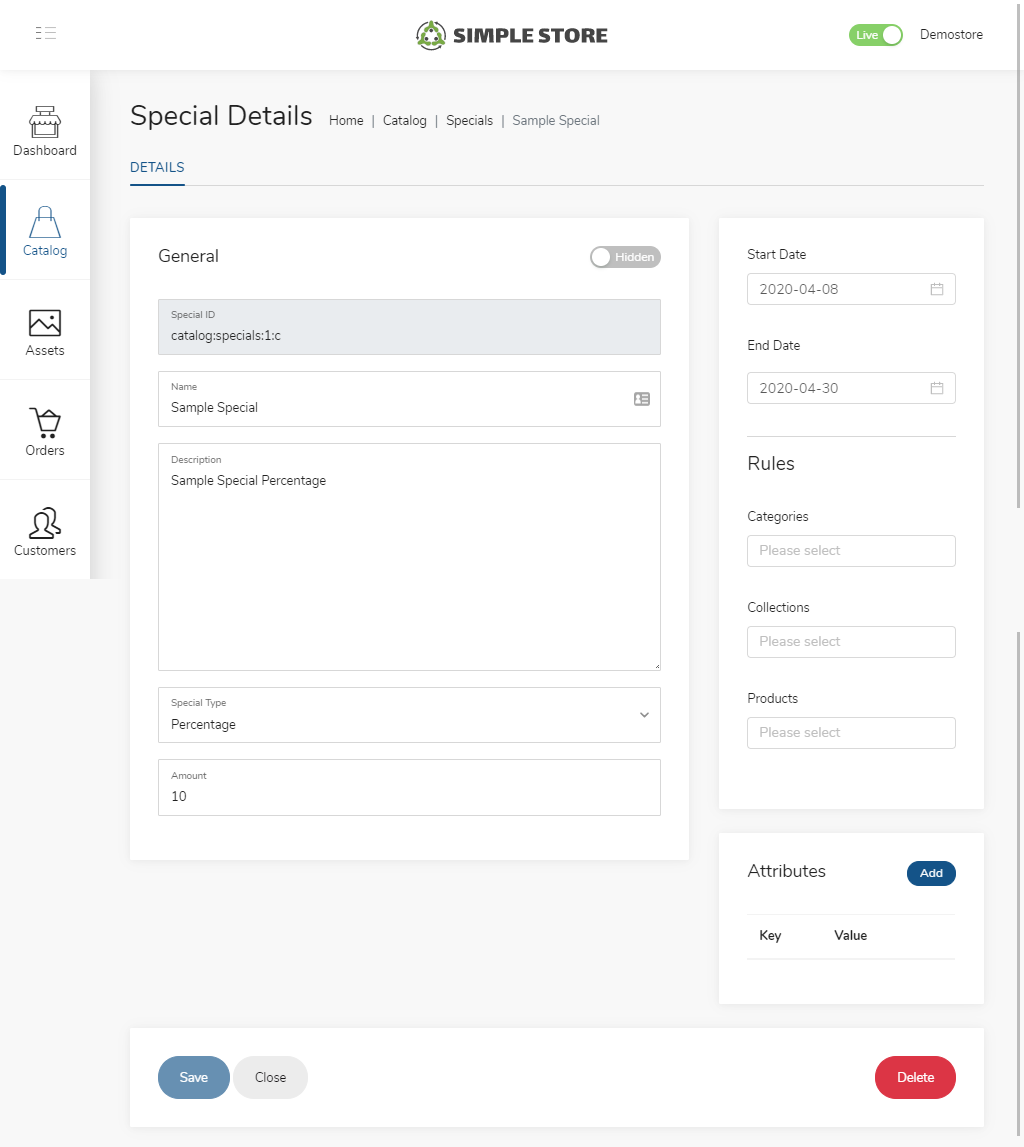 SIMPLE STORE
Live
Demostore
Dashboard
Catalog
Assets
Orders
Customers
Special Details
Home | Catalog | Specials | Sample Special
DETAILS
General
Hidden
Special ID
catalog:specials:1:c
Name
Sample Special
Description
Sample Special Percentage
Special Type
Percentage
Amount
10
Start Date
2020-04-08
End Date
2020-04-30
Rules
Categories
Please select
Collections
Please select
Products
Please select
Attributes
Add
Key Value
Save
Close
Delete